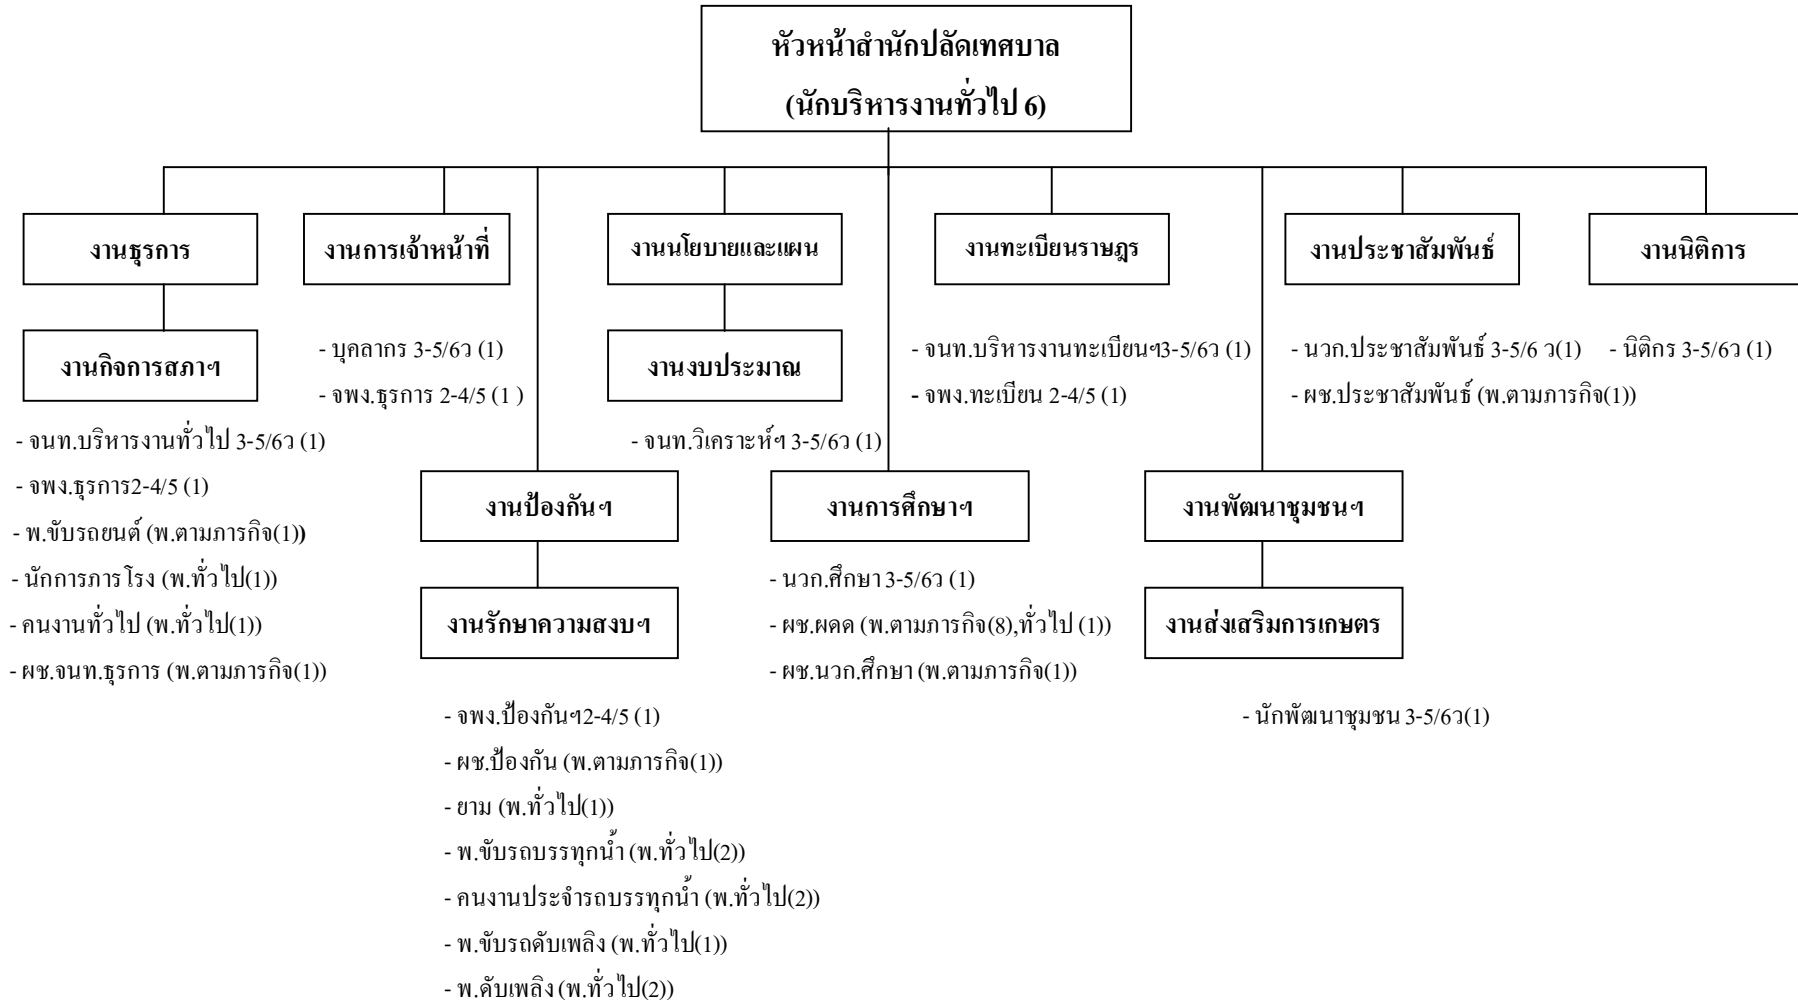 หัวหน้าสำนักปลัดเทศบาล
(นักบริหารงานทั่วไป 6)
งานธุรการ
งานการเจ้าหน้าที่
งานนโยบายและแผน
งานทะเบียนราษฎร
งานประชาสัมพันธ์
งานนิติการ
งานกิจการสภาฯ
- บุคลากร 3-5/6ว (1)
- จพง.ธุรการ 2-4/5 (1 )
งานงบประมาณ
- จนท.บริหารงานทะเบียนฯ3-5/6ว (1)
- จพง.ทะเบียน 2-4/5 (1)
- นวก.ประชาสัมพันธ์ 3-5/6 ว(1)
- ผช.ประชาสัมพันธ์ (พ.ตามภารกิจ(1))
- นิติกร 3-5/6ว (1)
- จนท.บริหารงานทั่วไป 3-5/6ว (1)
- จพง.ธุรการ2-4/5 (1)
- พ.ขับรถยนต์ (พ.ตามภารกิจ(1))
- นักการภารโรง (พ.ทั่วไป(1))
- คนงานทั่วไป (พ.ทั่วไป(1))
- ผช.จนท.ธุรการ (พ.ตามภารกิจ(1))
- จนท.วิเคราะห์ฯ 3-5/6ว (1)
งานป้องกันฯ
งานการศึกษาฯ
งานพัฒนาชุมชนฯ
งานรักษาความสงบฯ
- นวก.ศึกษา 3-5/6ว (1)
- ผช.ผดด (พ.ตามภารกิจ(8),ทั่วไป (1))
- ผช.นวก.ศึกษา (พ.ตามภารกิจ(1))
งานส่งเสริมการเกษตร
- จพง.ป้องกันฯ2-4/5 (1)
- ผช.ป้องกัน (พ.ตามภารกิจ(1))
- ยาม (พ.ทั่วไป(1))
- พ.ขับรถบรรทุกน้ำ (พ.ทั่วไป(2))
- คนงานประจำรถบรรทุกน้ำ (พ.ทั่วไป(2))
- พ.ขับรถดับเพลิง (พ.ทั่วไป(1))
- พ.ดับเพลิง (พ.ทั่วไป(2))
- นักพัฒนาชุมชน 3-5/6ว(1)